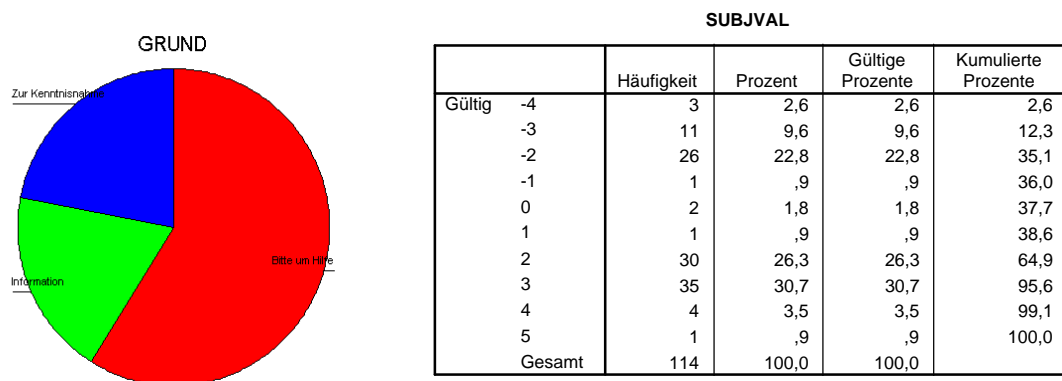 GRUND
Zur Kenntnisnahme
Bitte um Hilfe
Information
SUBJVAL
Häufigkeit Prozent Gültige Prozente Kumulierte Prozente
Gültig -4 3 2,6 2,6 2,6
-3 11 9,6 9,6 12,3
-2 26 22,8 22,8 35,1
-1 1 ,9 ,9 36,0
0 2 1,8 1,8 37,7
1 1 ,9 ,9 38,6
2 30 26,3 26,3 64,9
3 35 30,7 30,7 95,6
4 4 3,5 3,5 99,1
5 1 ,9 ,9 100,0
Gesamt 114 100,0 100,0